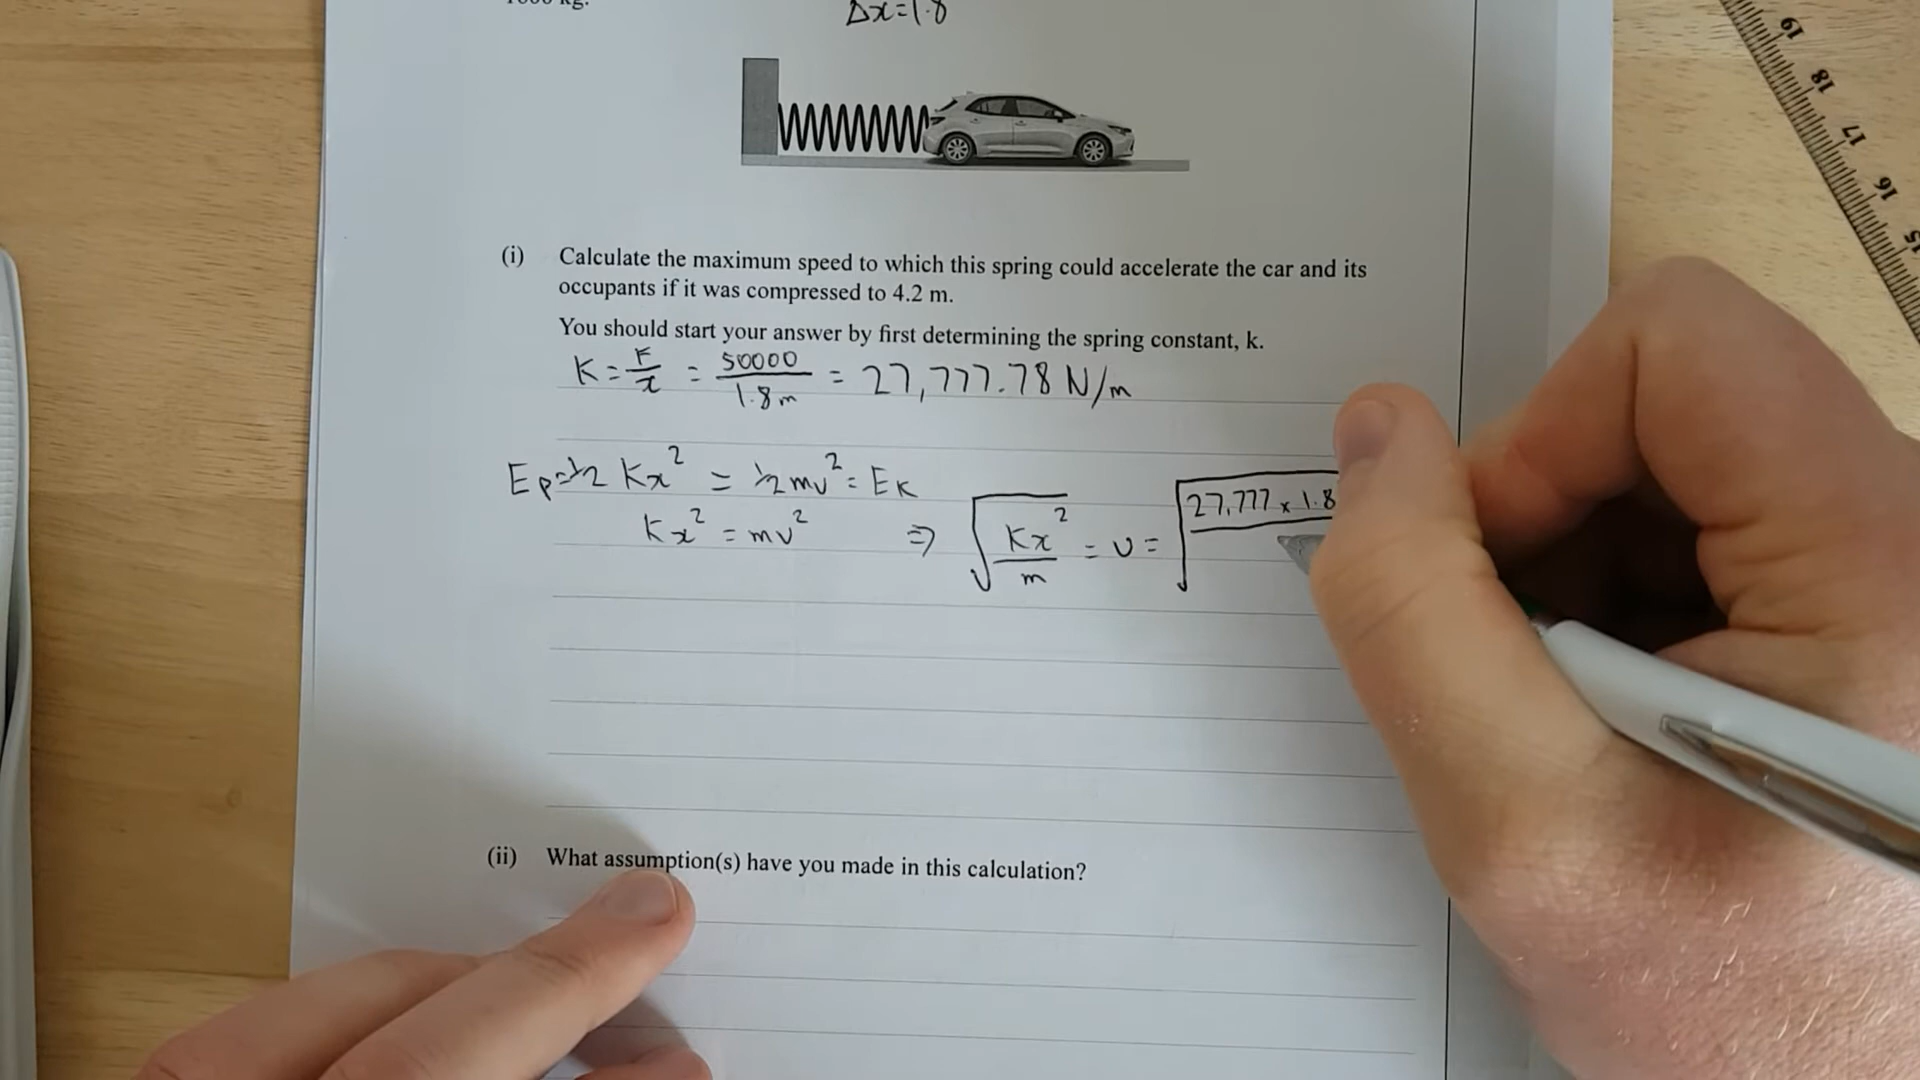 Δx=1.8
(i) Calculate the maximum speed to which this spring could accelerate the car and its
occupants if it was compressed to 4.2 m.
You should start your answer by first determining the spring constant, k.
K = F/x = 50000/1.8m = 27,777.78 N/m
Ep=½ Kx² = ½mv² = EK
Kx² = mv² ⇒ √(Kx²/m) = v = √(27,777 x 1.8
(ii) What assumption(s) have you made in this calculation?
19
18
17
16
15